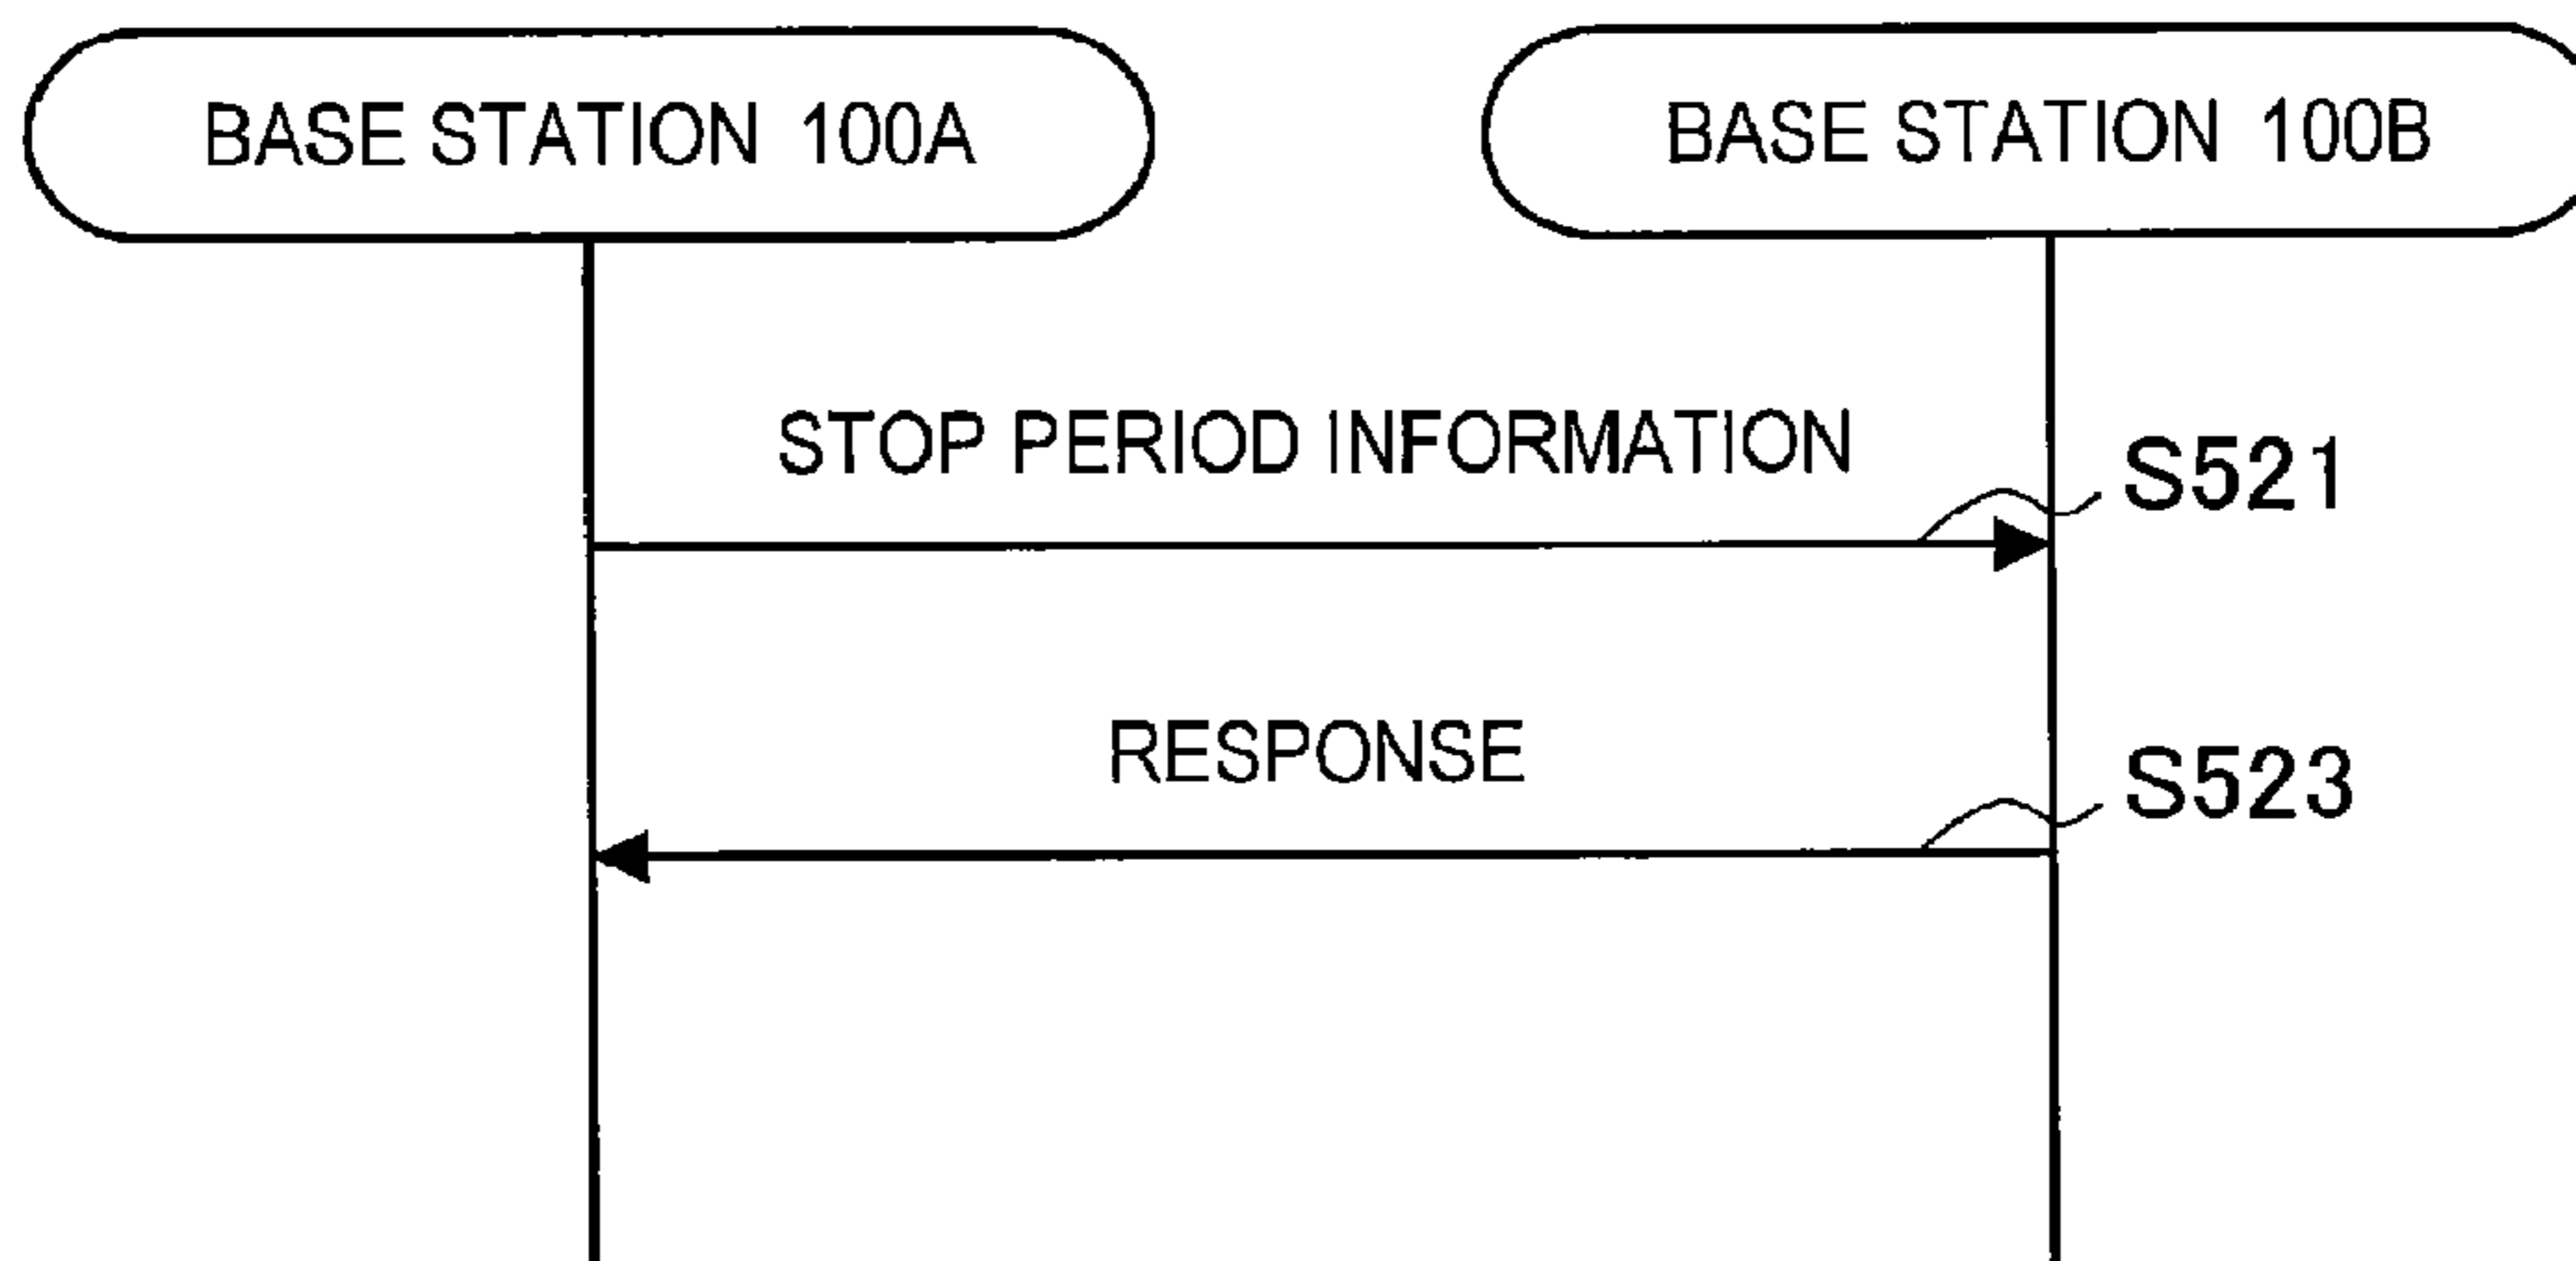 BASE STATION 100A
BASE STATION 100B
STOP PERIOD INFORMATION
S521
RESPONSE
S523